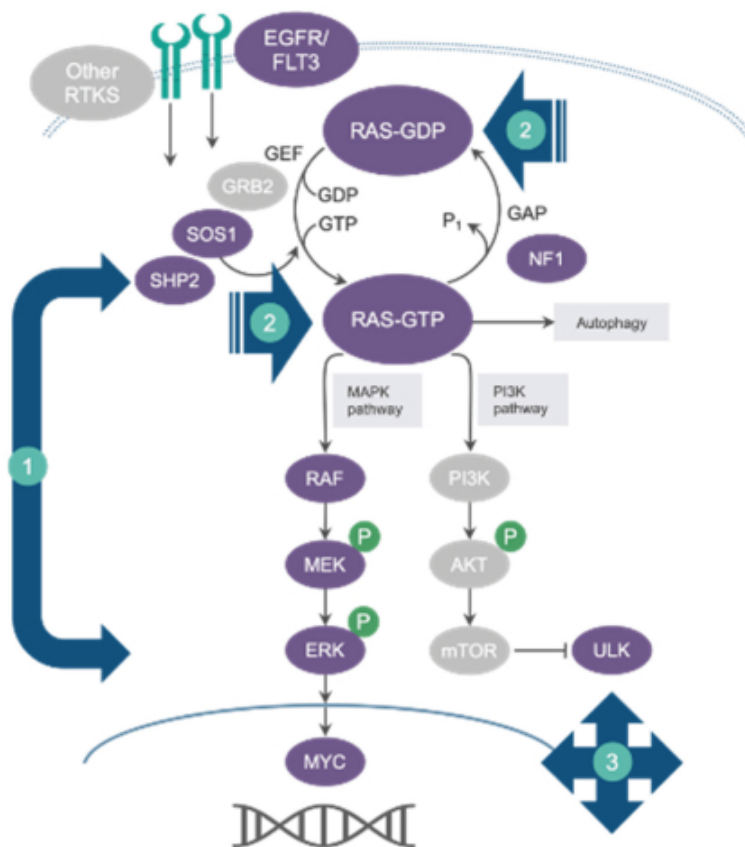 EGFR/
FLT3
Other
RTKS
RAS-GDP
2
GEF
GRB2
GDP
GTP
P1
GAP
SOS1
NF1
SHP2
2
RAS-GTP
Autophagy
MAPK
pathway
PI3K
pathway
1
RAF
PI3K
P
P
MEK
AKT
P
ERK
mTOR
ULK
MYC
3